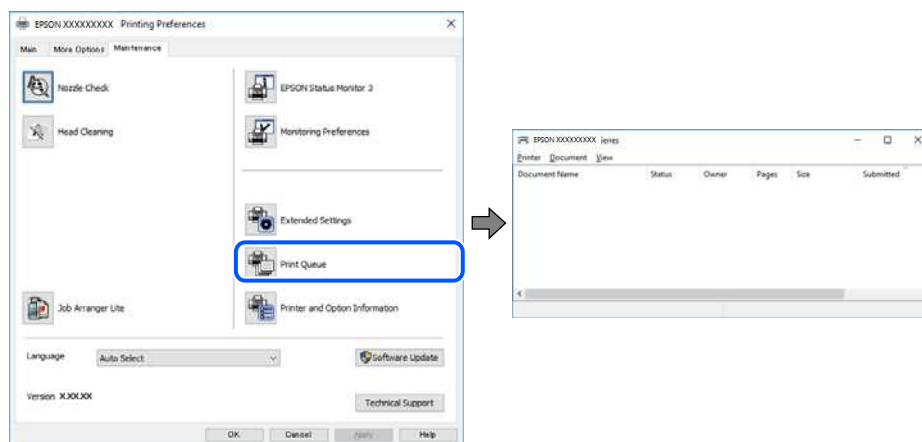 EPSON XXXXXXXXX Printing Preferences
Main More Options Maintenance
Nozzle Check
EPSON Status Monitor 3
Head Cleaning
Monitoring Preferences
Extended Settings
Print Queue
Job Arranger Lite
Printer and Option Information
Language Auto Select
Software Update
Version X.XX.XX
Technical Support
OK Cancel Apply Help
EPSON XXXXXXXXX ieries
Printer Document View
Document Name Status Owner Pages Size Submitted